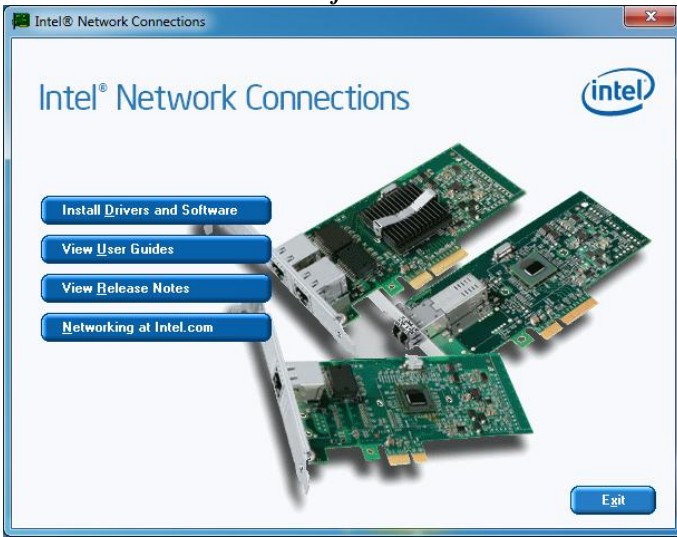 Intel® Network Connections
Intel® Network Connections
intel
Install Drivers and Software
View User Guides
View Release Notes
Networking at Intel.com
Exit